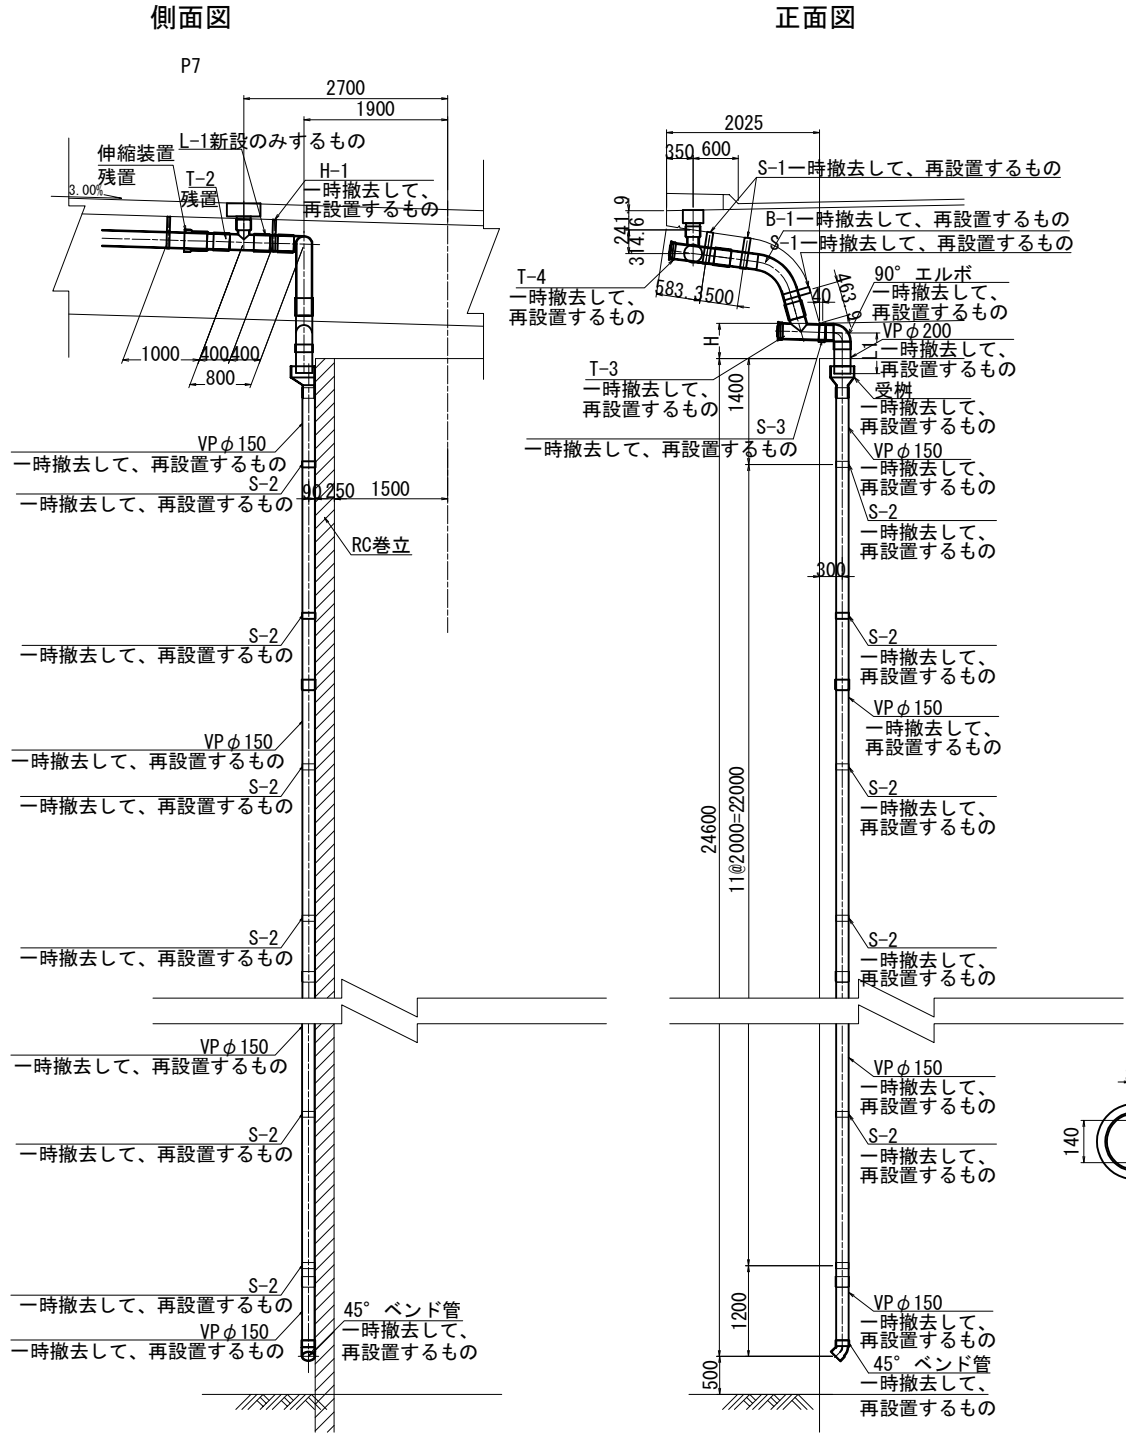 側面図
P7
2700
1900
L-1新設のみするもの
伸縮装置
残置
T-2
残置
H-1
一時撤去して、
再設置するもの
3.00%
1000
400
400
800
VPφ150
一時撤去して、再設置するもの
S-2
一時撤去して、再設置するもの
90
250
1500
RC巻立
S-2
一時撤去して、再設置するもの
VPφ150
一時撤去して、再設置するもの
S-2
一時撤去して、再設置するもの
S-2
一時撤去して、再設置するもの
VPφ150
一時撤去して、再設置するもの
S-2
一時撤去して、再設置するもの
S-2
一時撤去して、再設置するもの
VPφ150
一時撤去して、再設置するもの
45°ベンド管
一時撤去して、
再設置するもの
正面図
2025
350
600
S-1一時撤去して、再設置するもの
B-1一時撤去して、再設置するもの
S-1一時撤去して、再設置するもの
241.9
314.6
T-4
一時撤去して、
再設置するもの
583.3
500
40
463.9
90°エルボ
一時撤去して、
再設置するもの
VPφ200
一時撤去して、
再設置するもの
H
T-3
一時撤去して、
再設置するもの
1400
S-3
一時撤去して、再設置するもの
受桝
一時撤去して、
再設置するもの
VPφ150
一時撤去して、
再設置するもの
S-2
一時撤去して、
再設置するもの
300
S-2
一時撤去して、
再設置するもの
VPφ150
一時撤去して、
再設置するもの
S-2
一時撤去して、
再設置するもの
24600
11@2000=22000
S-2
一時撤去して、
再設置するもの
VPφ150
一時撤去して、
再設置するもの
S-2
一時撤去して、
再設置するもの
140
1200
VPφ150
一時撤去して、
再設置するもの
45°ベンド管
一時撤去して、
再設置するもの
500